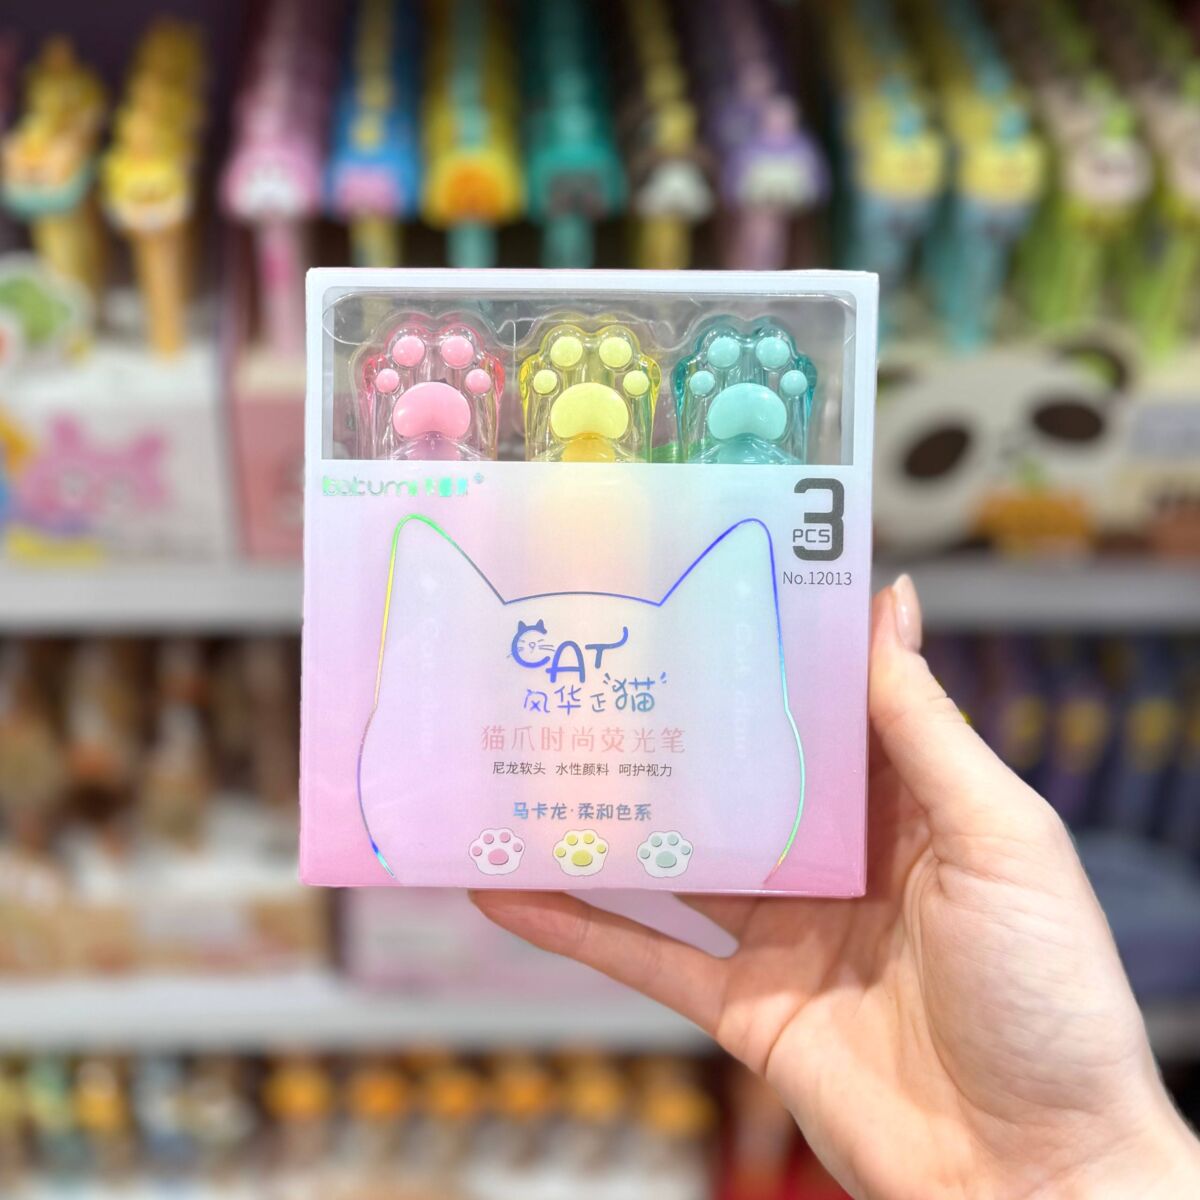 3
PCS
No.12013
CAT
风华正"猫"
猫爪时尚荧光笔
尼龙软头 水性颜料 呵护视力
马卡龙·柔和色系